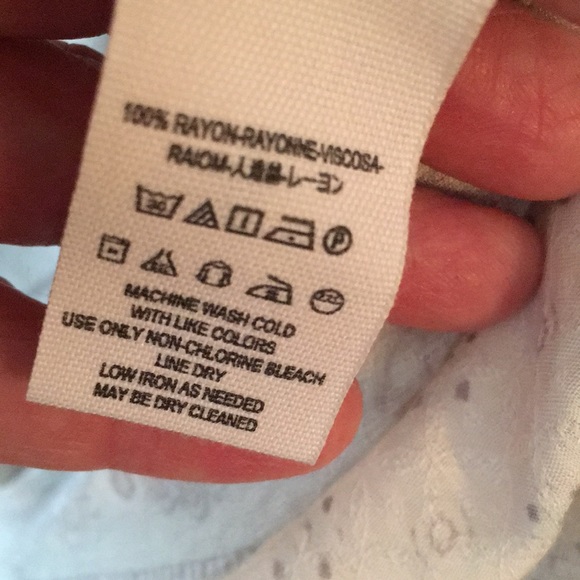 100% RAYON-RAYONNE-VISCOSA-
RAIOM-人造絲-レーヨン
P
MACHINE WASH COLD
WITH LIKE COLORS
USE ONLY NON-CHLORINE BLEACH
LINE DRY
LOW IRON AS NEEDED
MAY BE DRY CLEANED